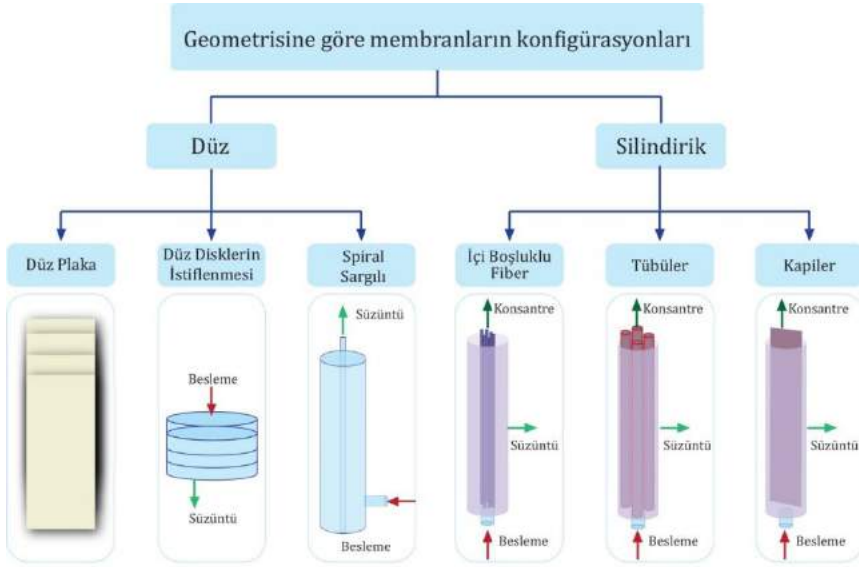 Geometrisine göre membranların konfigürasyonları
Düz
Silindirik
Düz Plaka
Düz Disklerin
İstiflenmesi
Spiral
Sargılı
İçi Boşluklu
Fiber
Tübüler
Kapiler
Besleme
Süzüntü
Süzüntü
Besleme
Konsantre
Süzüntü
Besleme
Konsantre
Süzüntü
Besleme
Konsantre
Süzüntü
Besleme